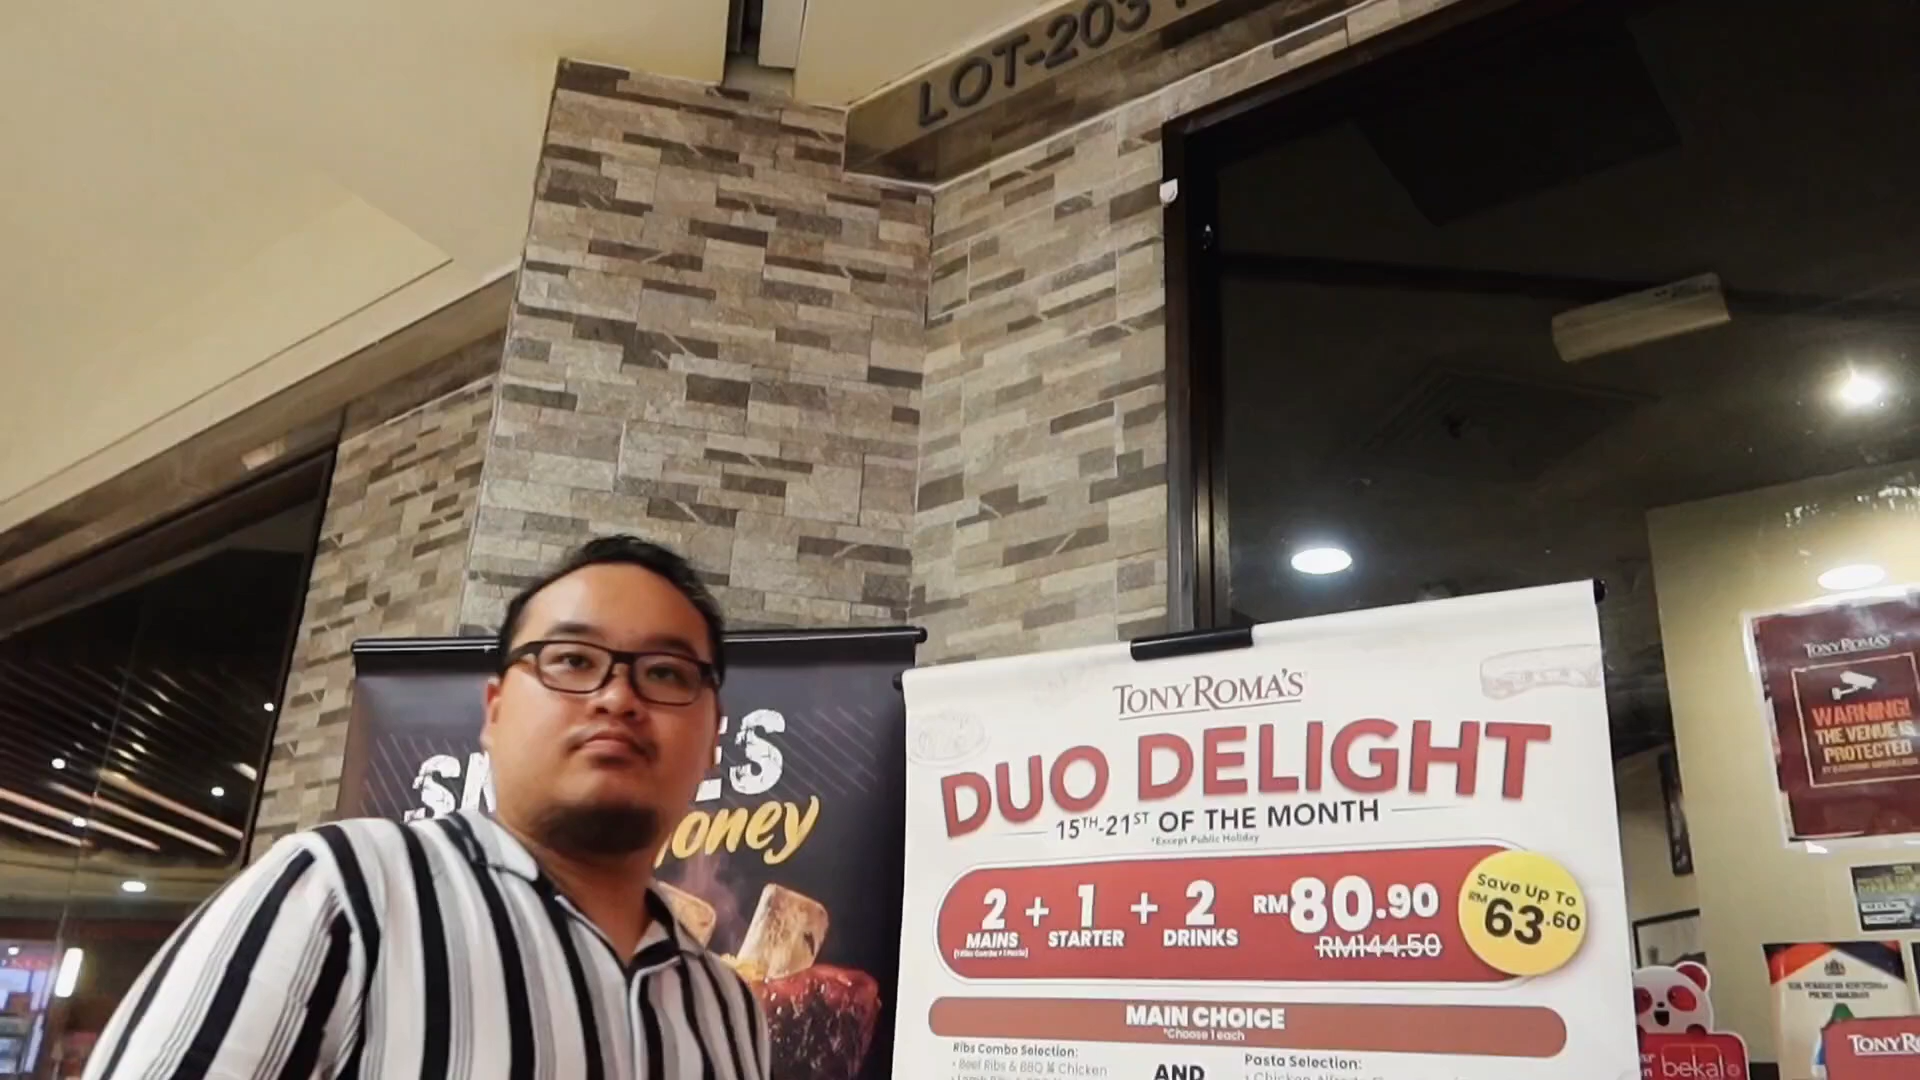 LOT-203
oney
TONY ROMA'S
DUO DELIGHT
15TH-21ST OF THE MONTH
*Except Public Holiday
2 + 1 + 2 RM80.90
MAINS STARTER DRINKS RM144.50
Save Up To
RM
63.60
MAIN CHOICE
*Choose 1 each
Ribs Combo Selection:
• Beef Ribs & BBQ ¼ Chicken
AND
Pasta Selection:
TONY ROMA'S
WARNING!
THE VENUE IS
PROTECTED
bekal
TONY R